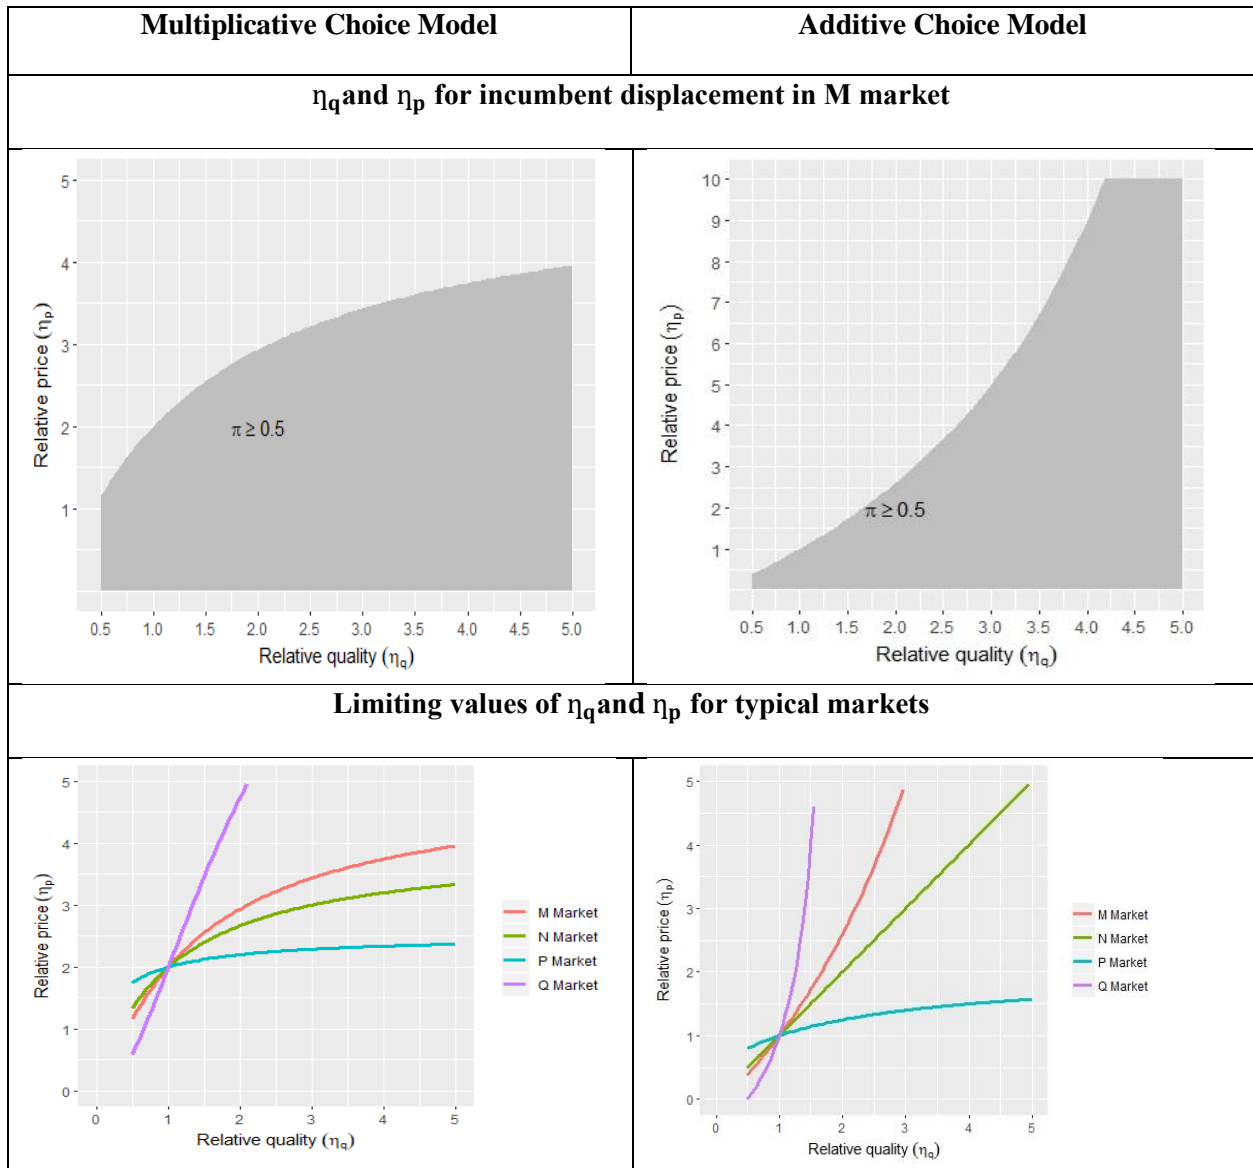 Multiplicative Choice Model
Additive Choice Model
ηq and ηp for incumbent displacement in M market
5
4
3
2
1
Relative price (ηp)
π ≥ 0.5
0.5 1.0 1.5 2.0 2.5 3.0 3.5 4.0 4.5 5.0
Relative quality (ηq)
10
9
8
7
6
5
4
3
2
1
Relative price (ηp)
π ≥ 0.5
0.5 1.0 1.5 2.0 2.5 3.0 3.5 4.0 4.5 5.0
Relative quality (ηq)
Limiting values of ηq and ηp for typical markets
5
4
3
2
1
0
Relative price (ηp)
0 1 2 3 4 5
Relative quality (ηq)
M Market
N Market
P Market
Q Market
5
4
3
2
1
0
Relative price (ηp)
0 1 2 3 4 5
Relative quality (ηq)
M Market
N Market
P Market
Q Market